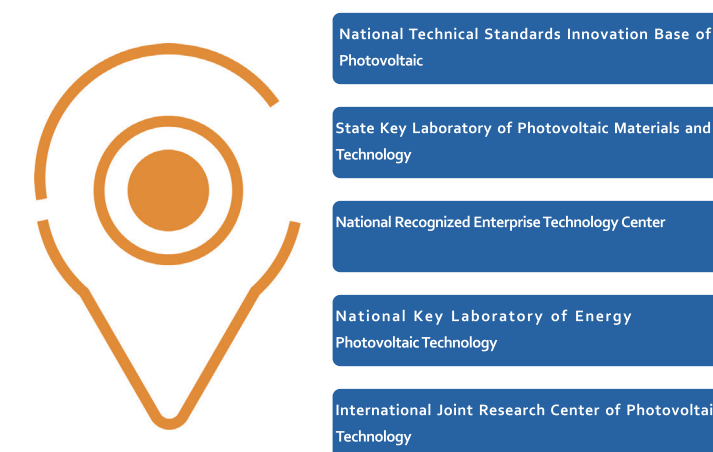 National Technical Standards Innovation Base of
Photovoltaic
State Key Laboratory of Photovoltaic Materials and
Technology
National Recognized Enterprise Technology Center
National Key Laboratory of Energy
Photovoltaic Technology
International Joint Research Center of Photovoltai
Technology